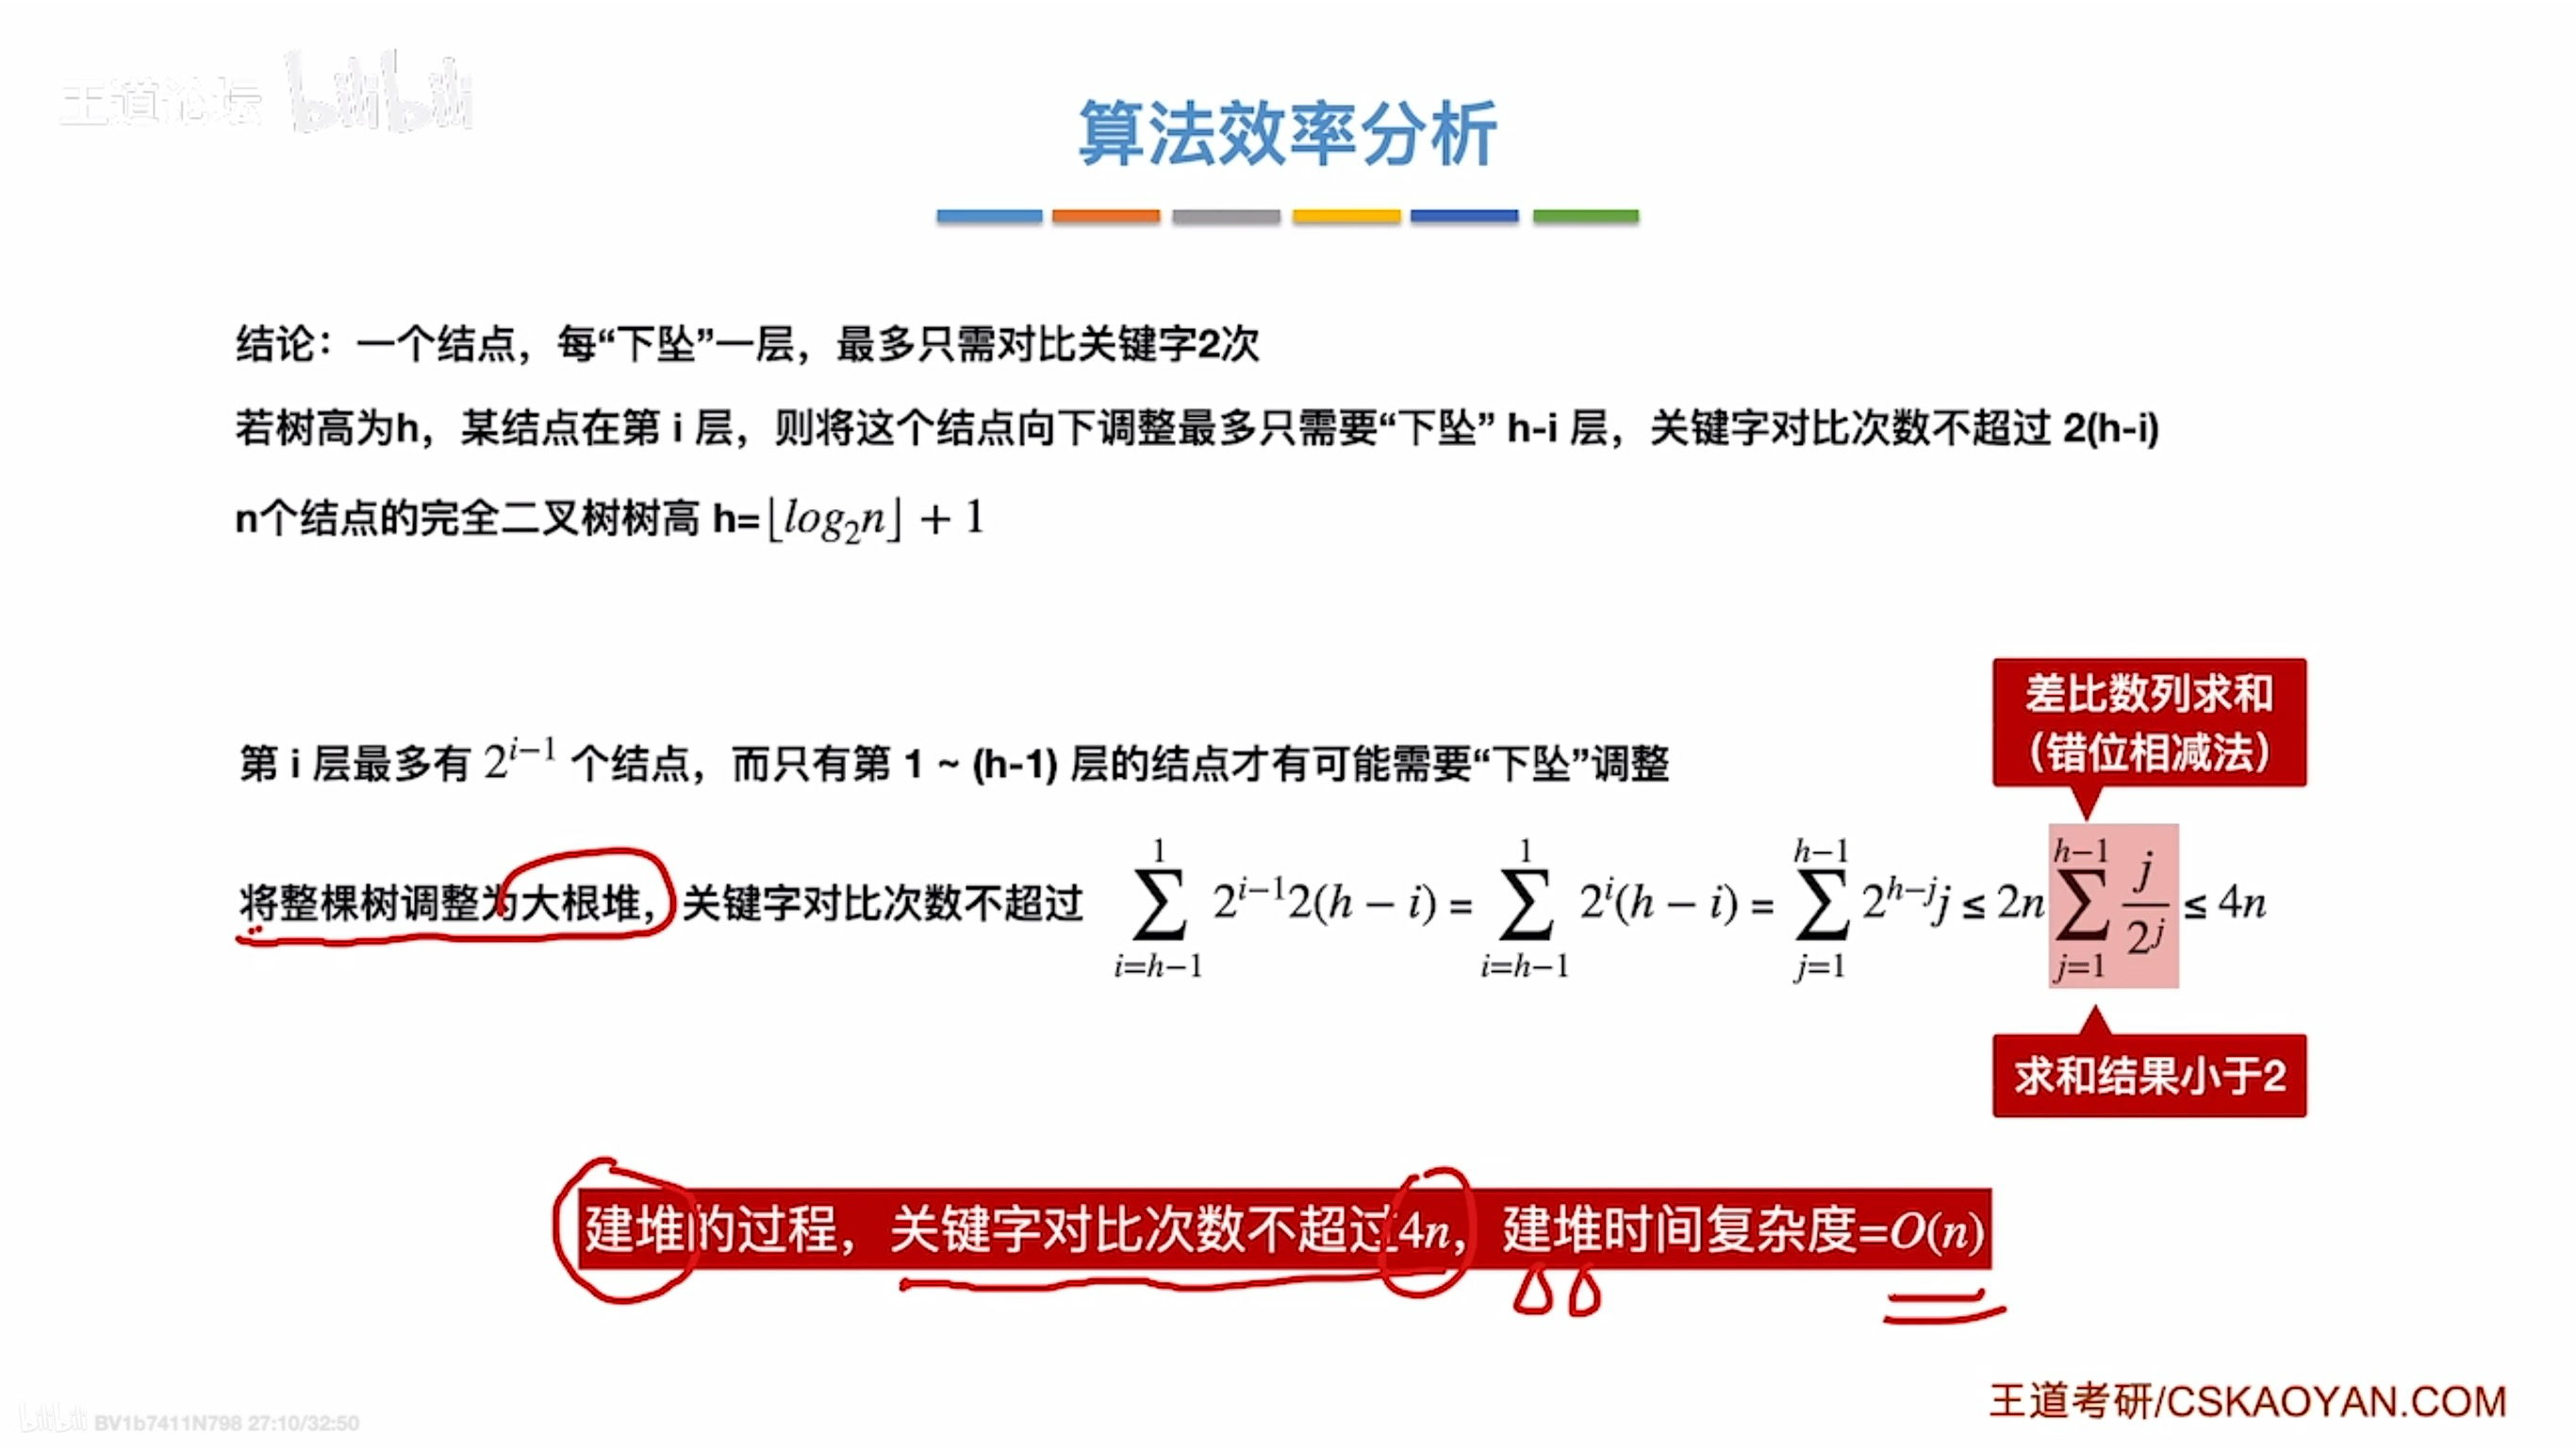 王道论坛 bilibili
算法效率分析
结论：一个结点，每“下坠”一层，最多只需对比关键字2次
若树高为h，某结点在第 i 层，则将这个结点向下调整最多只需要“下坠” h-i 层，关键字对比次数不超过 2(h-i)
n个结点的完全二叉树树高 h=⌊log₂n⌋ + 1
差比数列求和
（错位相减法）
第 i 层最多有 2^{i−1} 个结点，而只有第 1 ~ (h-1) 层的结点才有可能需要“下坠”调整
将整棵树调整为大根堆，关键字对比次数不超过 \sum_{i=h−1}^{1} 2^{i−1}2(h − i) = \sum_{i=h−1}^{1} 2^{i}(h − i) = \sum_{j=1}^{h−1} 2^{h−j}j ≤ 2n \sum_{j=1}^{h−1} \frac{j}{2^{j}} ≤ 4n
求和结果小于2
建堆的过程，关键字对比次数不超过4n，建堆时间复杂度=O(n)
王道考研/CSKAOYAN.COM
bilibili BV1b7411N798 27:10/32:50